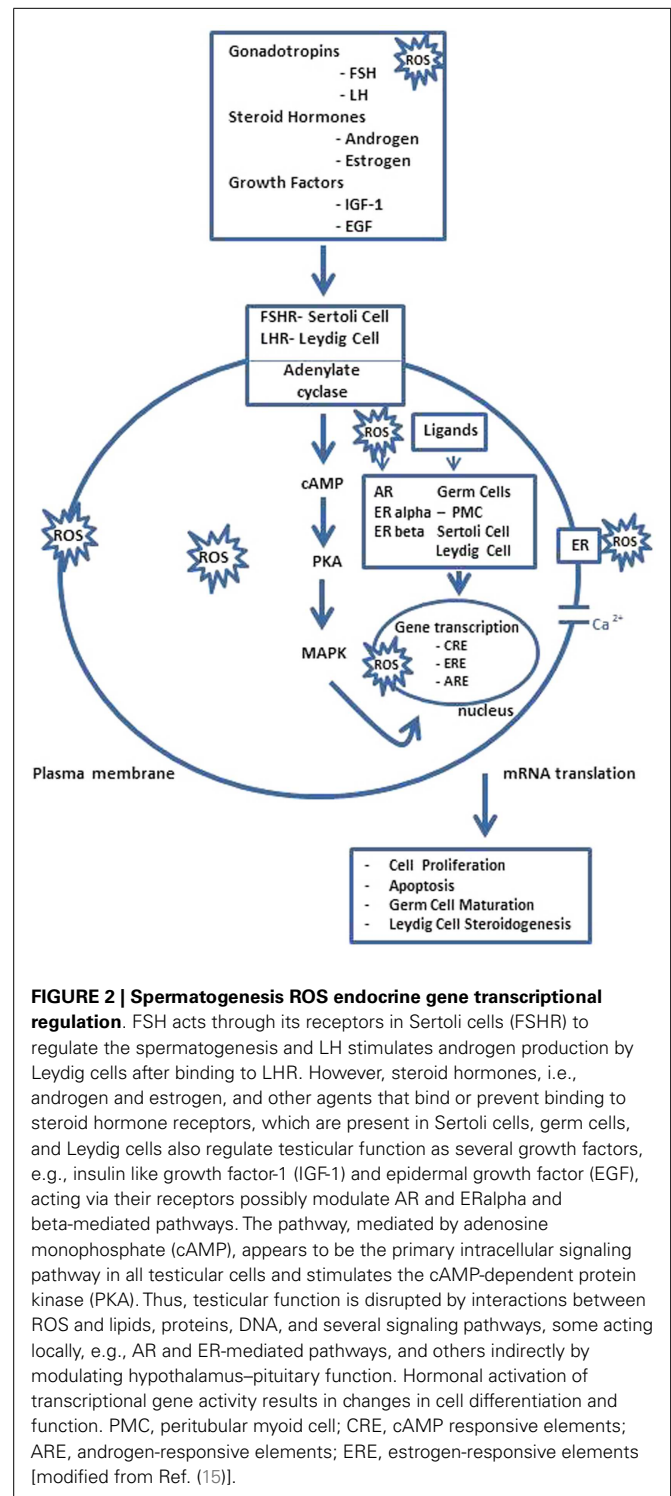 Gonadotropins
ROS
- FSH
- LH
Steroid Hormones
- Androgen
- Estrogen
Growth Factors
- IGF-1
- EGF
FSHR- Sertoli Cell
LHR- Leydig Cell
Adenylate
cyclase
ROS
Ligands
cAMP
AR Germ Cells
ER alpha – PMC
ER beta Sertoli Cell
Leydig Cell
ROS
ROS
ER
ROS
PKA
Ca 2+
Gene transcription
- CRE
- ERE
- ARE
MAPK
ROS
nucleus
Plasma membrane
mRNA translation
- Cell Proliferation
- Apoptosis
- Germ Cell Maturation
- Leydig Cell Steroidogenesis
FIGURE 2 | Spermatogenesis ROS endocrine gene transcriptional
regulation. FSH acts through its receptors in Sertoli cells (FSHR) to
regulate the spermatogenesis and LH stimulates androgen production by
Leydig cells after binding to LHR. However, steroid hormones, i.e.,
androgen and estrogen, and other agents that bind or prevent binding to
steroid hormone receptors, which are present in Sertoli cells, germ cells,
and Leydig cells also regulate testicular function as several growth factors,
e.g., insulin like growth factor-1 (IGF-1) and epidermal growth factor (EGF),
acting via their receptors possibly modulate AR and ERalpha and
beta-mediated pathways. The pathway, mediated by adenosine
monophosphate (cAMP), appears to be the primary intracellular signaling
pathway in all testicular cells and stimulates the cAMP-dependent protein
kinase (PKA). Thus, testicular function is disrupted by interactions between
ROS and lipids, proteins, DNA, and several signaling pathways, some acting
locally, e.g., AR and ER-mediated pathways, and others indirectly by
modulating hypothalamus–pituitary function. Hormonal activation of
transcriptional gene activity results in changes in cell differentiation and
function. PMC, peritubular myoid cell; CRE, cAMP responsive elements;
ARE, androgen-responsive elements; ERE, estrogen-responsive elements
[modified from Ref. (15)].